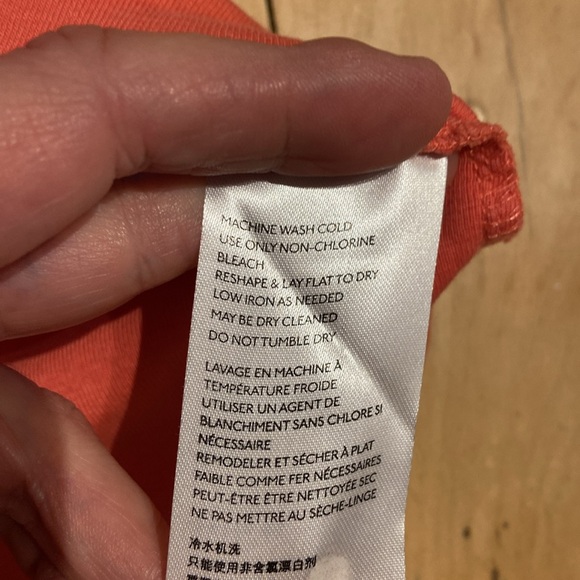 MACHINE WASH COLD
USE ONLY NON-CHLORINE
BLEACH
RESHAPE & LAY FLAT TO DRY
LOW IRON AS NEEDED
MAY BE DRY CLEANED
DO NOT TUMBLE DRY
LAVAGE EN MACHINE À
TEMPÉRATURE FROIDE
UTILISER UN AGENT DE
BLANCHIMENT SANS CHLORE SI
NÉCESSAIRE
REMODELER ET SÉCHER À PLAT
FAIBLE COMME FER NÉCESSAIRES
PEUT-ÊTRE ÊTRE NETTOYÉE SEC
NE PAS METTRE AU SÈCHE-LINGE
冷水机洗
只能使用非含氯漂白剂